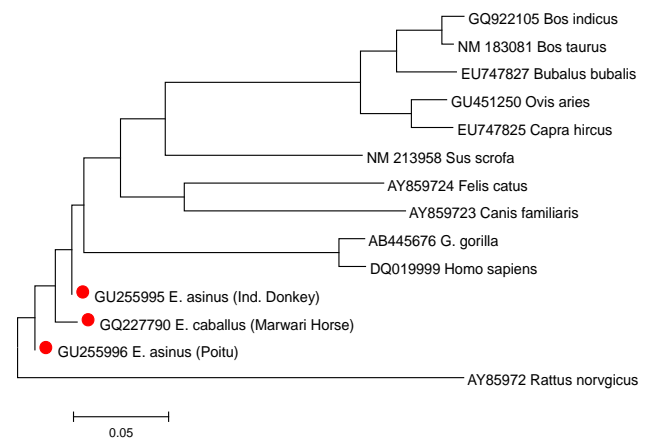 GQ922105 Bos indicus
NM 183081 Bos taurus
EU747827 Bubalus bubalis
GU451250 Ovis aries
EU747825 Capra hircus
NM 213958 Sus scrofa
AY859724 Felis catus
AY859723 Canis familiaris
AB445676 G. gorilla
DQ019999 Homo sapiens
GU255995 E. asinus (Ind. Donkey)
GQ227790 E. caballus (Marwari Horse)
GU255996 E. asinus (Poitu)
AY85972 Rattus norvgicus
0.05